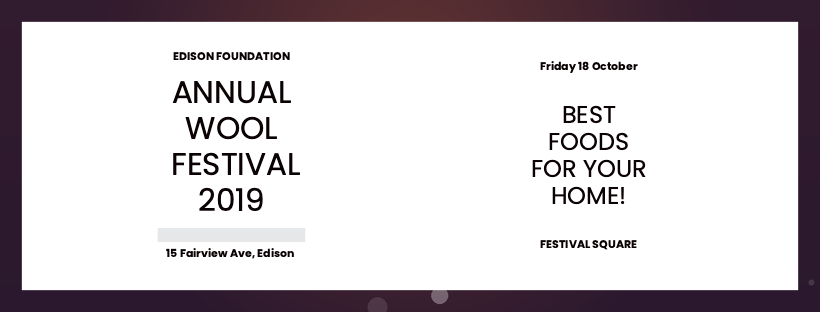 EDISON FOUNDATION
ANNUAL
WOOL
FESTIVAL
2019
15 Fairview Ave, Edison
Friday 18 October
BEST
FOODS
FOR YOUR
HOME!
FESTIVAL SQUARE